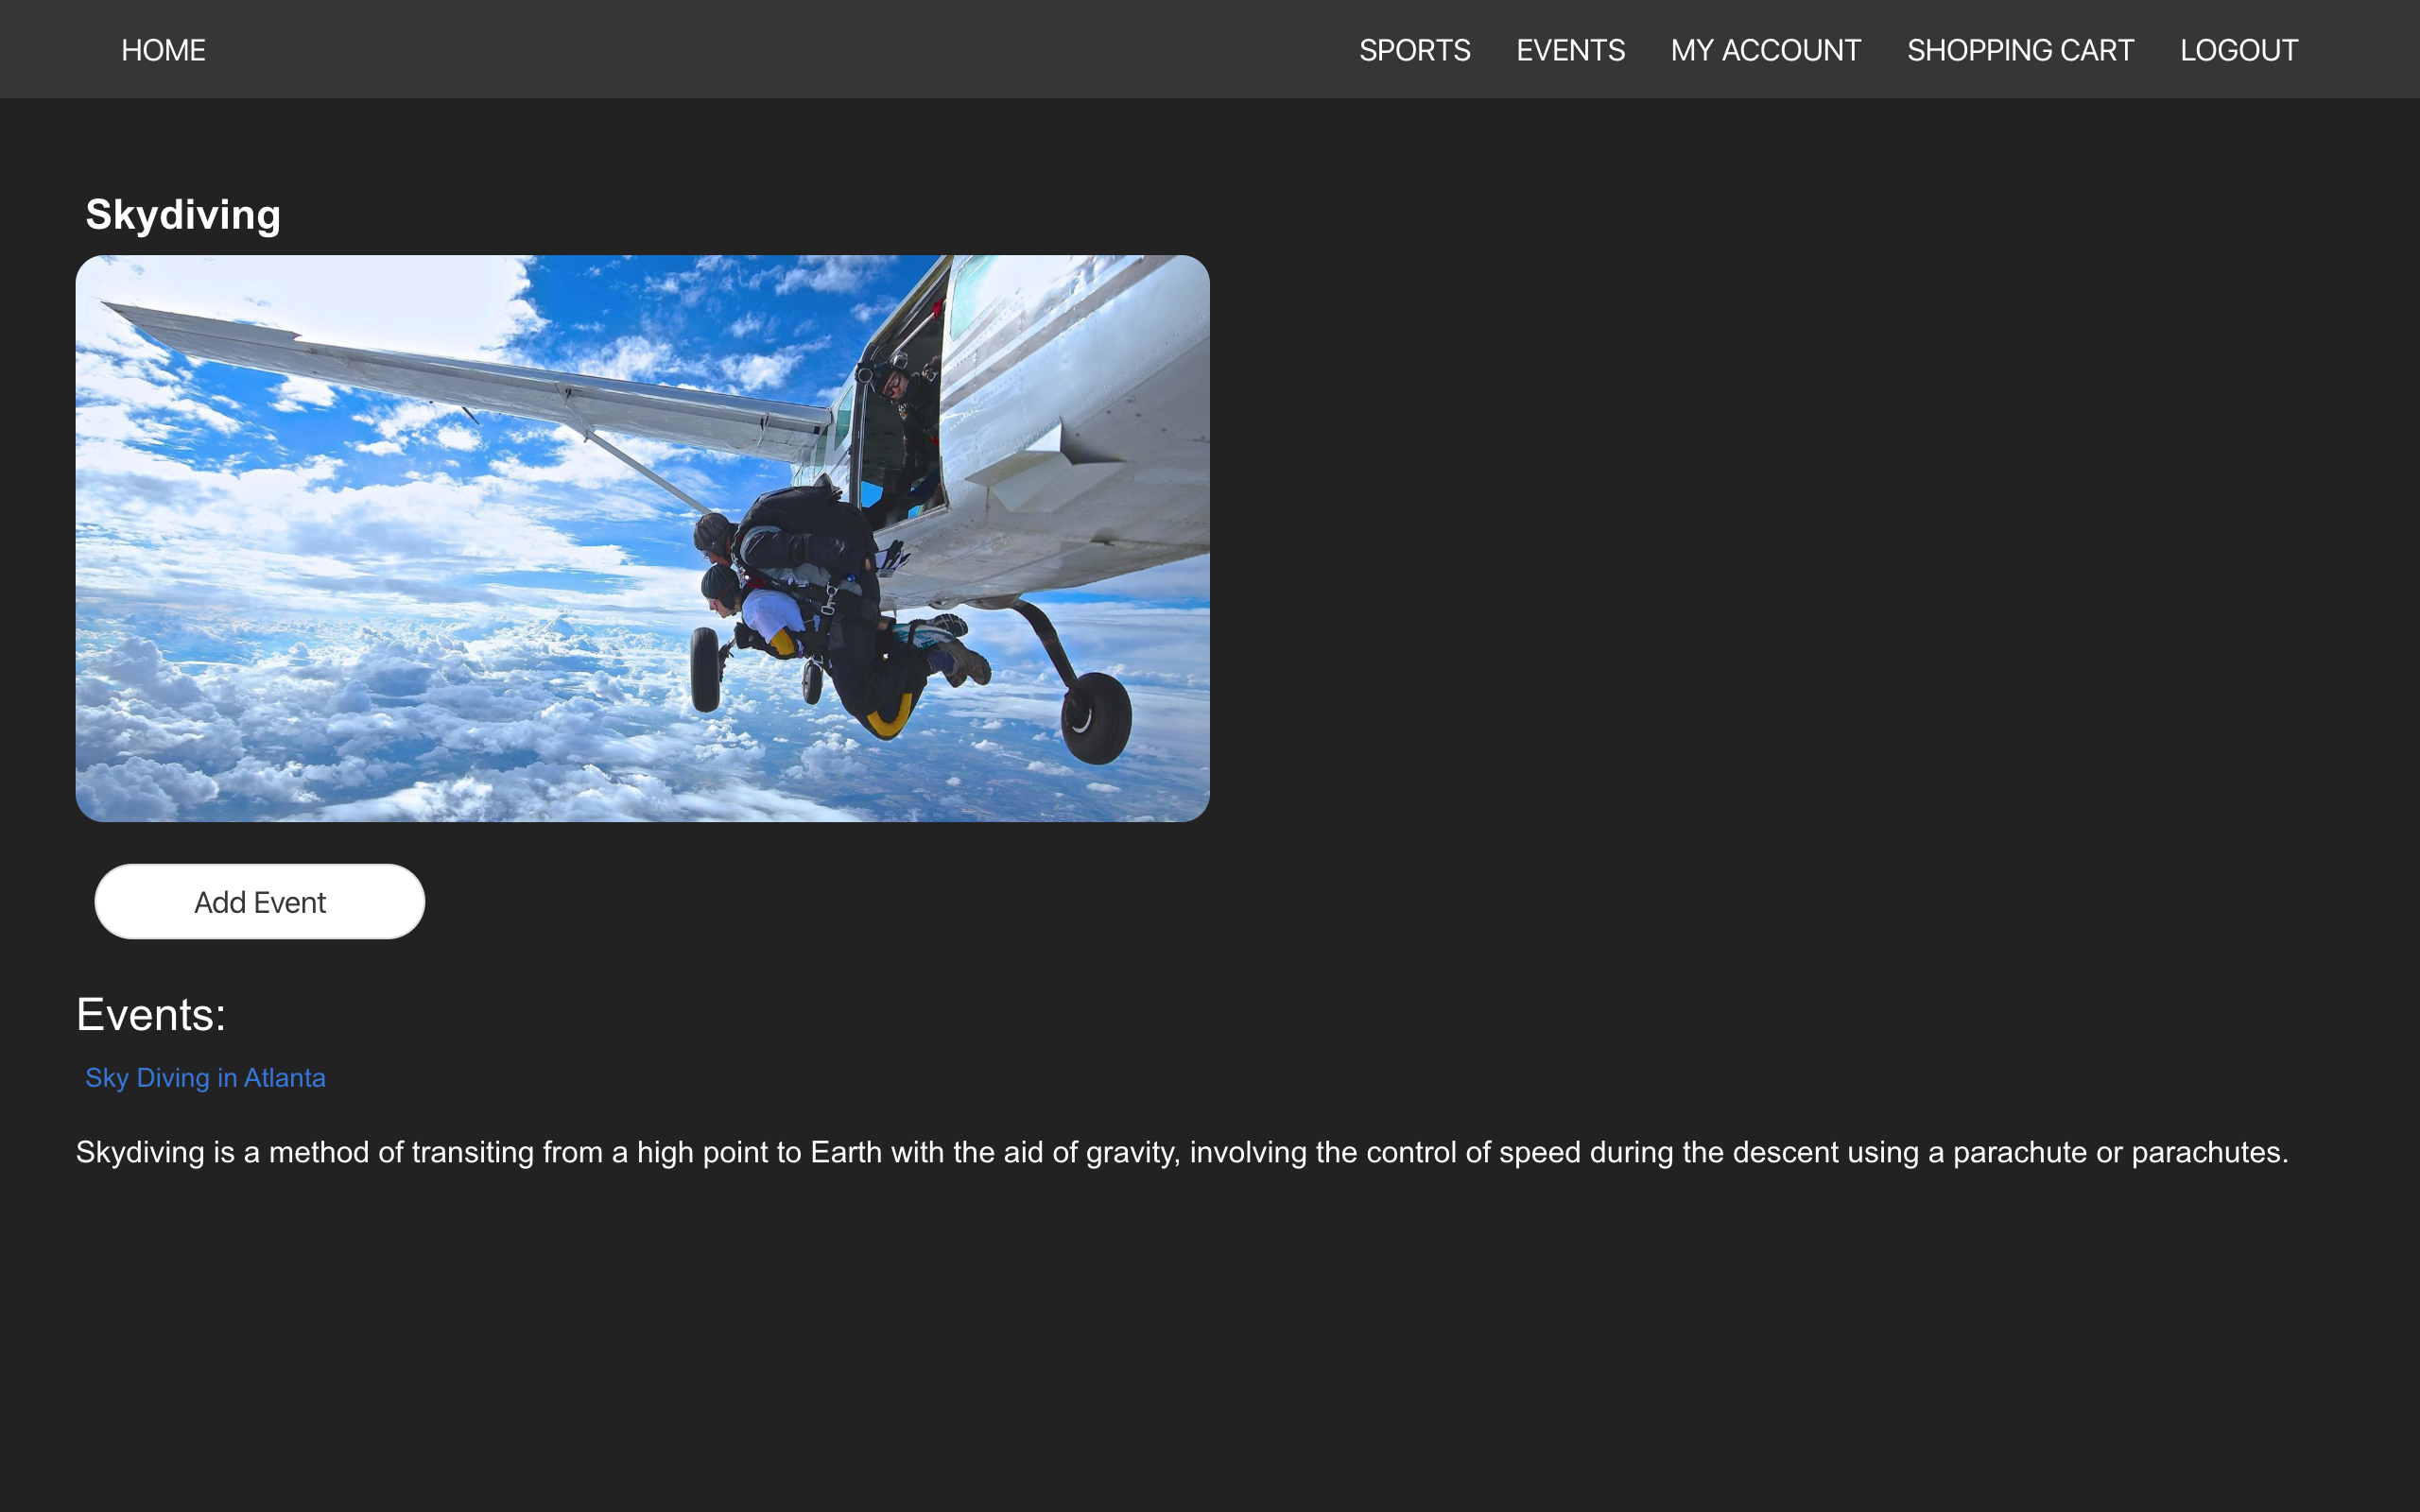 HOME SPORTS EVENTS MY ACCOUNT SHOPPING CART LOGOUT
Skydiving
Add Event
Events:
Sky Diving in Atlanta
Skydiving is a method of transiting from a high point to Earth with the aid of gravity, involving the control of speed during the descent using a parachute or parachutes.